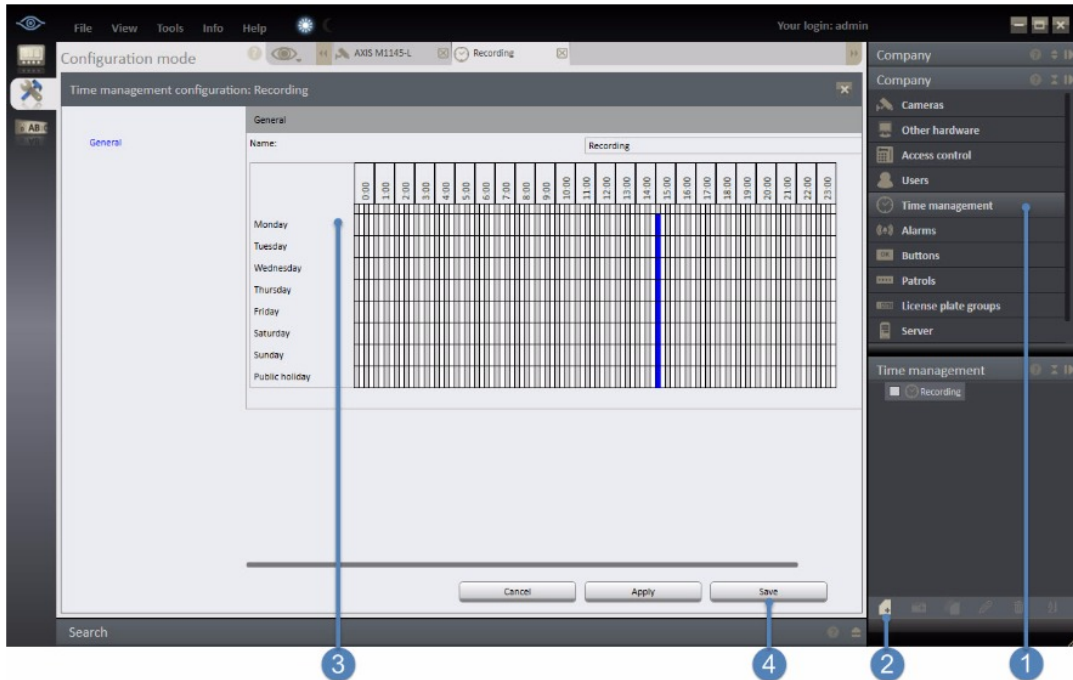 File View Tools Info Help Your login: admin
Configuration mode
AXIS M1145-L
Recording
Time management configuration: Recording
General
General
Name: Recording
0:00 1:00 2:00 3:00 4:00 5:00 6:00 7:00 8:00 9:00 10:00 11:00 12:00 13:00 14:00 15:00 16:00 17:00 18:00 19:00 20:00 21:00 22:00 23:00
Monday
Tuesday
Wednesday
Thursday
Friday
Saturday
Sunday
Public holiday
Cancel Apply Save
Search
Company
Company
Cameras
Other hardware
Access control
Users
Time management
Alarms
Buttons
Patrols
License plate groups
Server
Time management
Recording
3 4 2 1